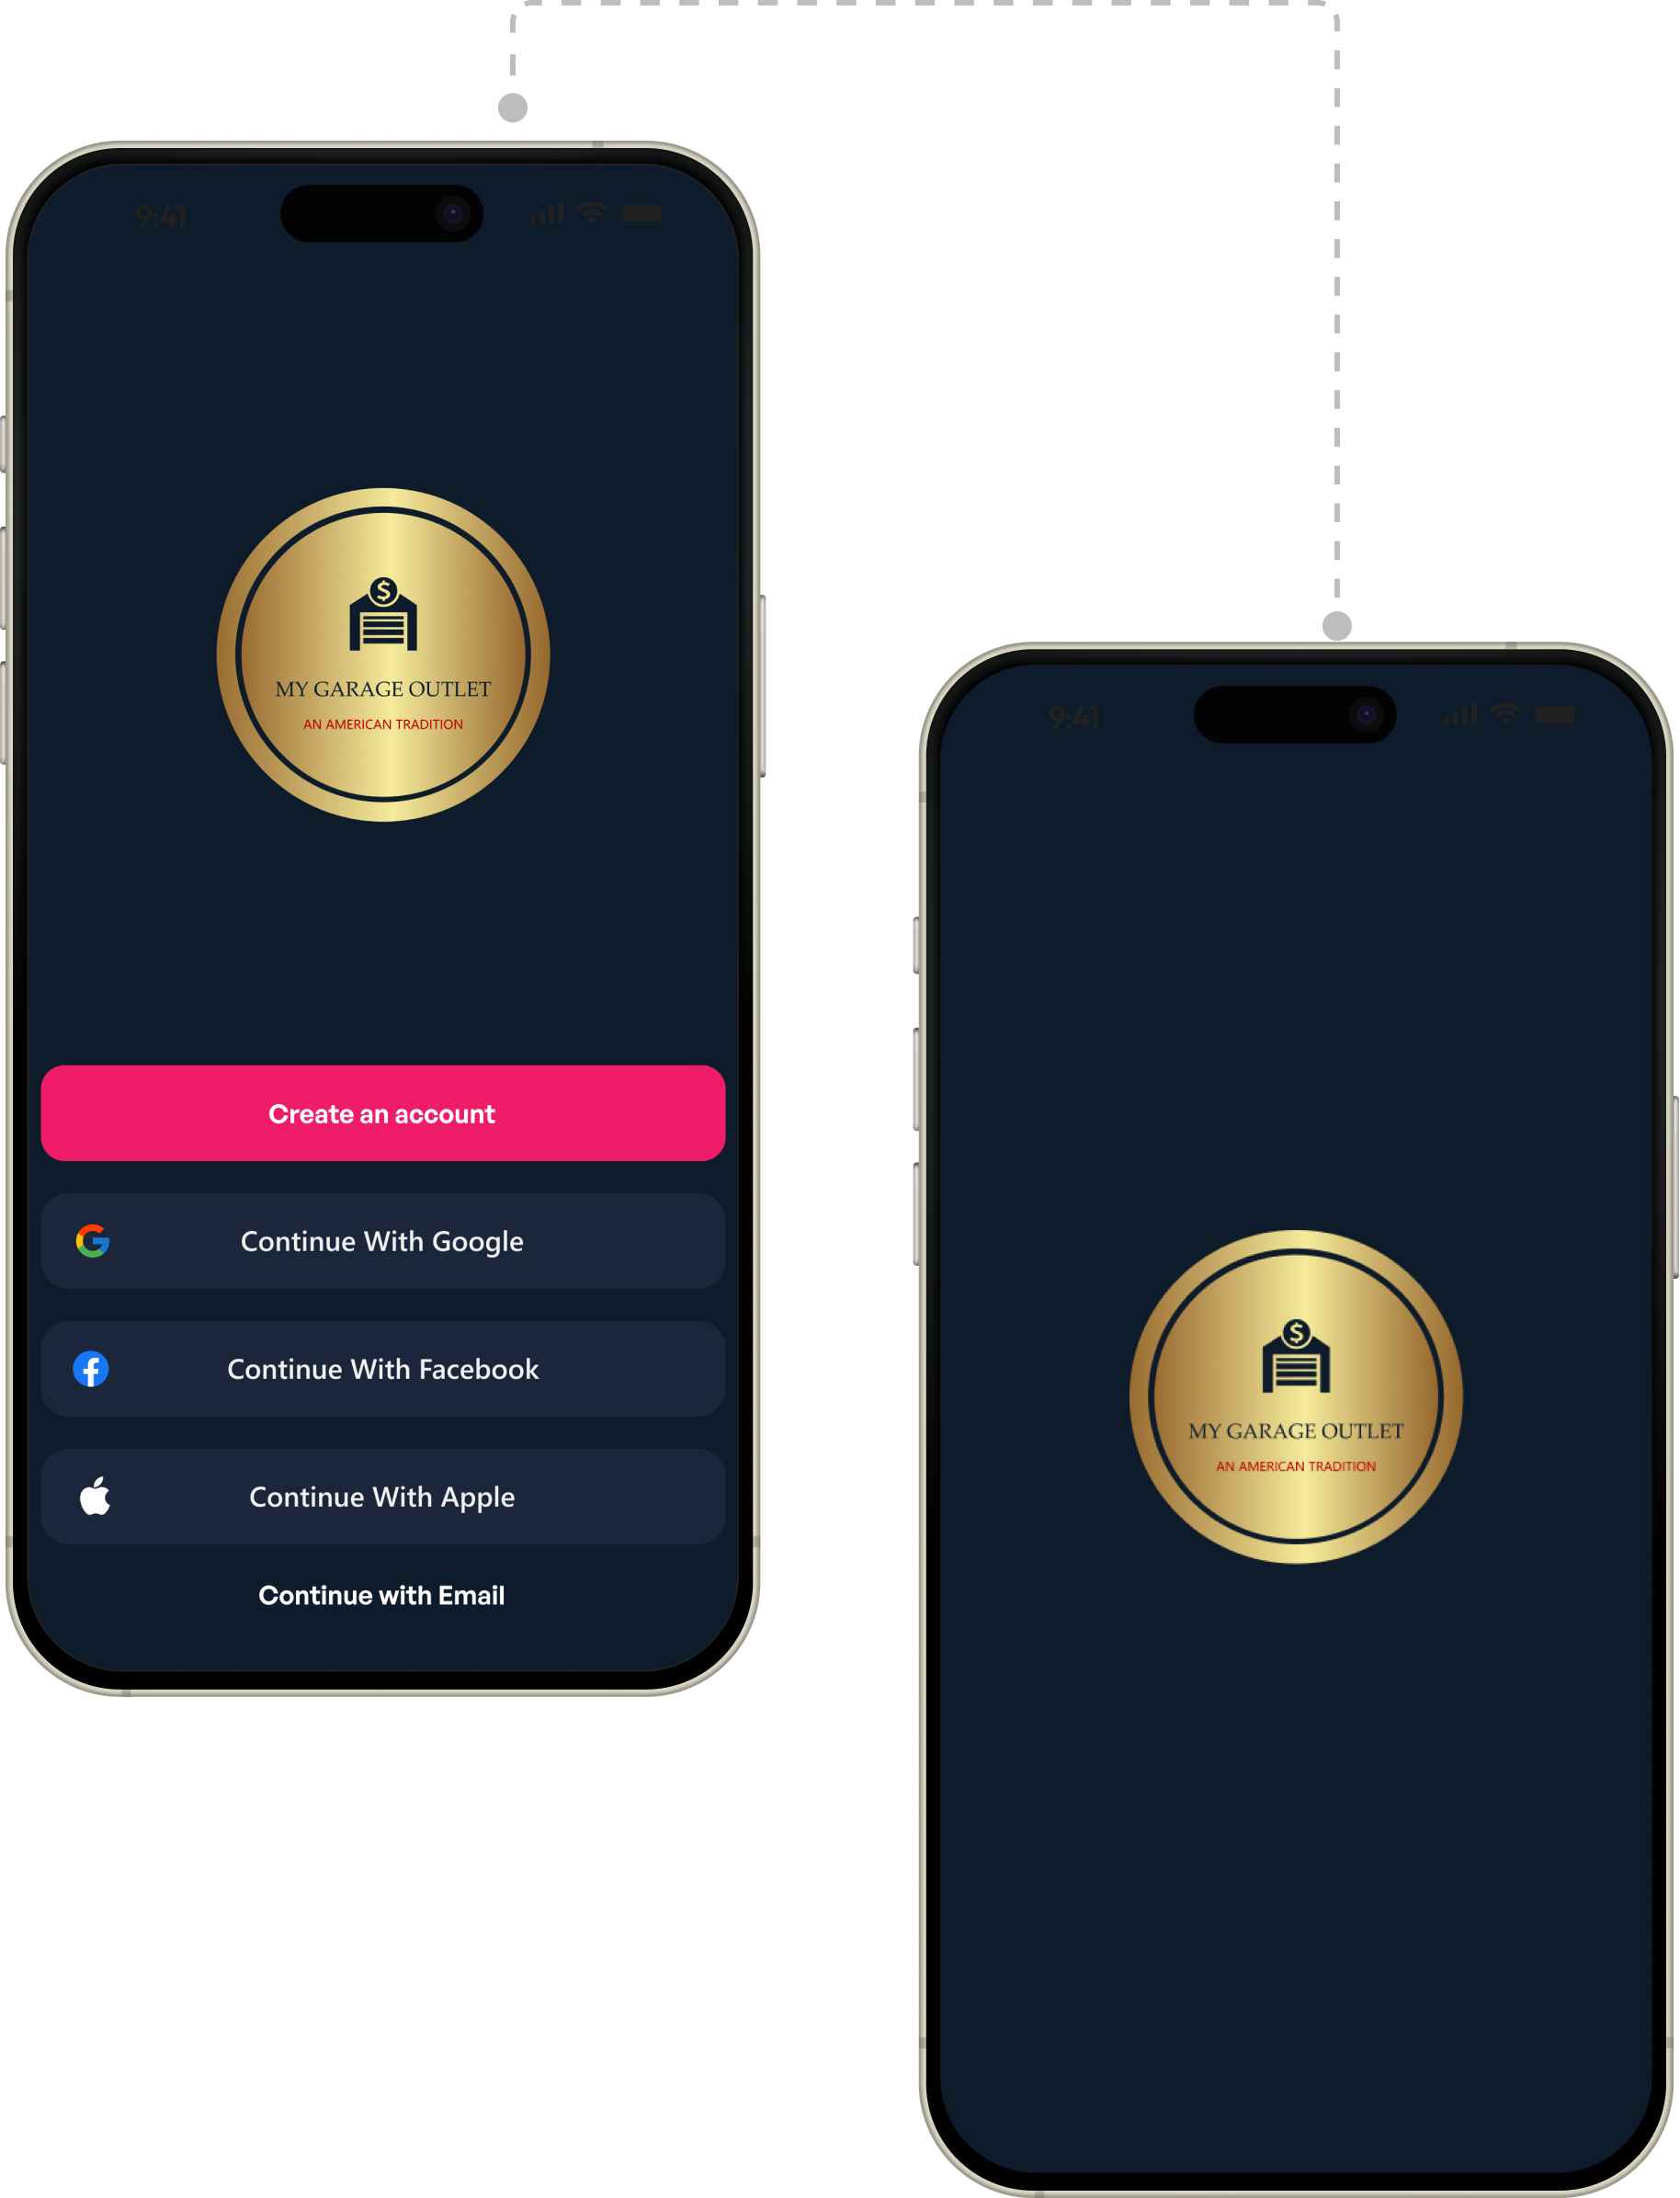 9:41
$
MY GARAGE OUTLET
AN AMERICAN TRADITION
Create an account
Continue With Google
Continue With Facebook
Continue With Apple
Continue with Email
9:41
$
MY GARAGE OUTLET
AN AMERICAN TRADITION